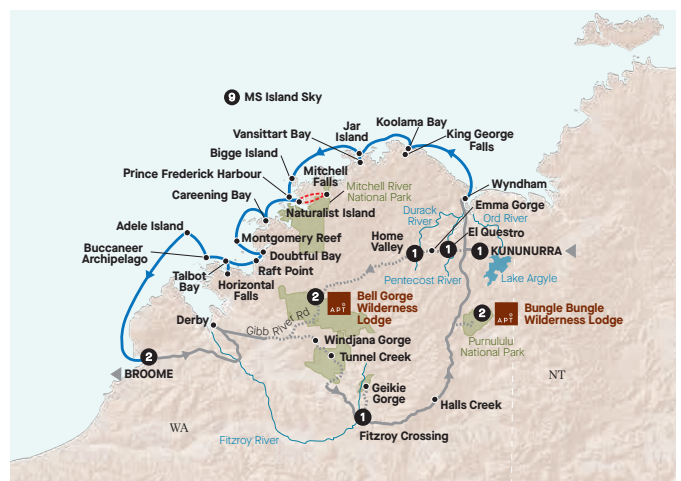 9 MS Island Sky
Koolama Bay
Jar
Island
Vansittart Bay
King George
Falls
Bigge Island
Mitchell
Falls
Prince Frederick Harbour
Mitchell River
National Park
Wyndham
Careening Bay
Naturalist Island
Emma Gorge
Durack
River
Ord River
Adele Island
El Questro
Montgomery Reef
Home
Valley
1
1
1 KUNUNURRA
Buccaneer
Archipelago
Doubtful Bay
Raft Point
Talbot
Bay
Horizontal
Falls
Pentecost River
Lake Argyle
2
APT
Bell Gorge
Wilderness
Lodge
2
APT
Bungle Bungle
Wilderness Lodge
Derby
Gibb River Rd
Windjana Gorge
Purnululu
National Park
Tunnel Creek
2
BROOME
NT
Geikie
Gorge
Halls Creek
WA
1
Fitzroy Crossing
Fitzroy River